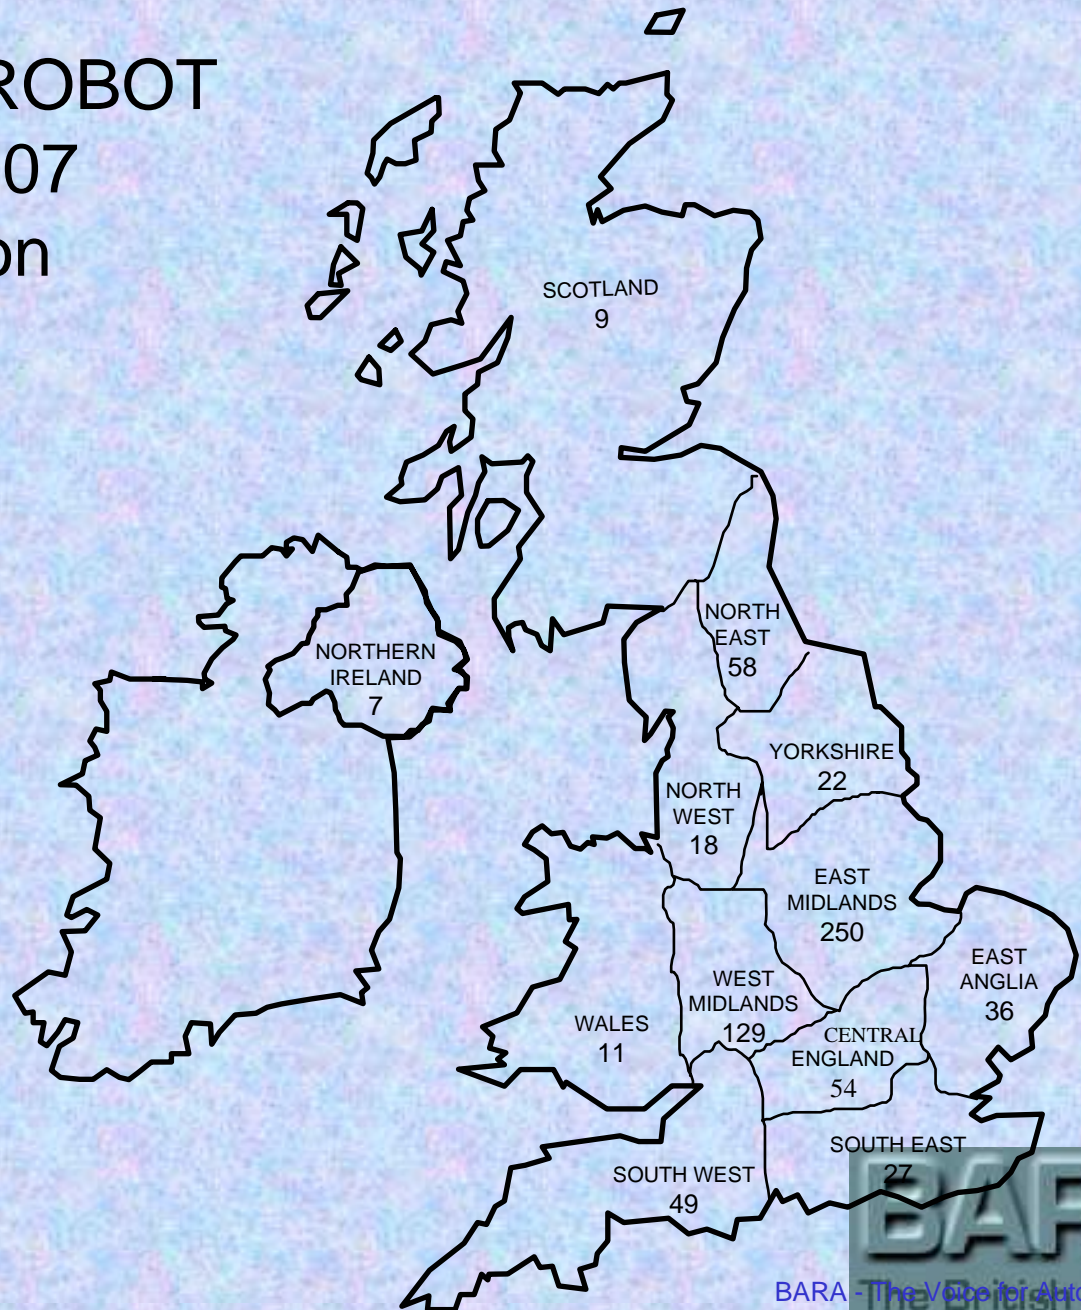 ROBOT
07
on
SCOTLAND
9
NORTH
EAST
58
NORTHERN
IRELAND
7
YORKSHIRE
22
NORTH
WEST
18
EAST
MIDLANDS
250
EAST
ANGLIA
36
WEST
MIDLANDS
129
WALES
11
CENTRAL
ENGLAND
54
SOUTH EAST
27
SOUTH WEST
49
BAR
BARA - The Voice for Auto